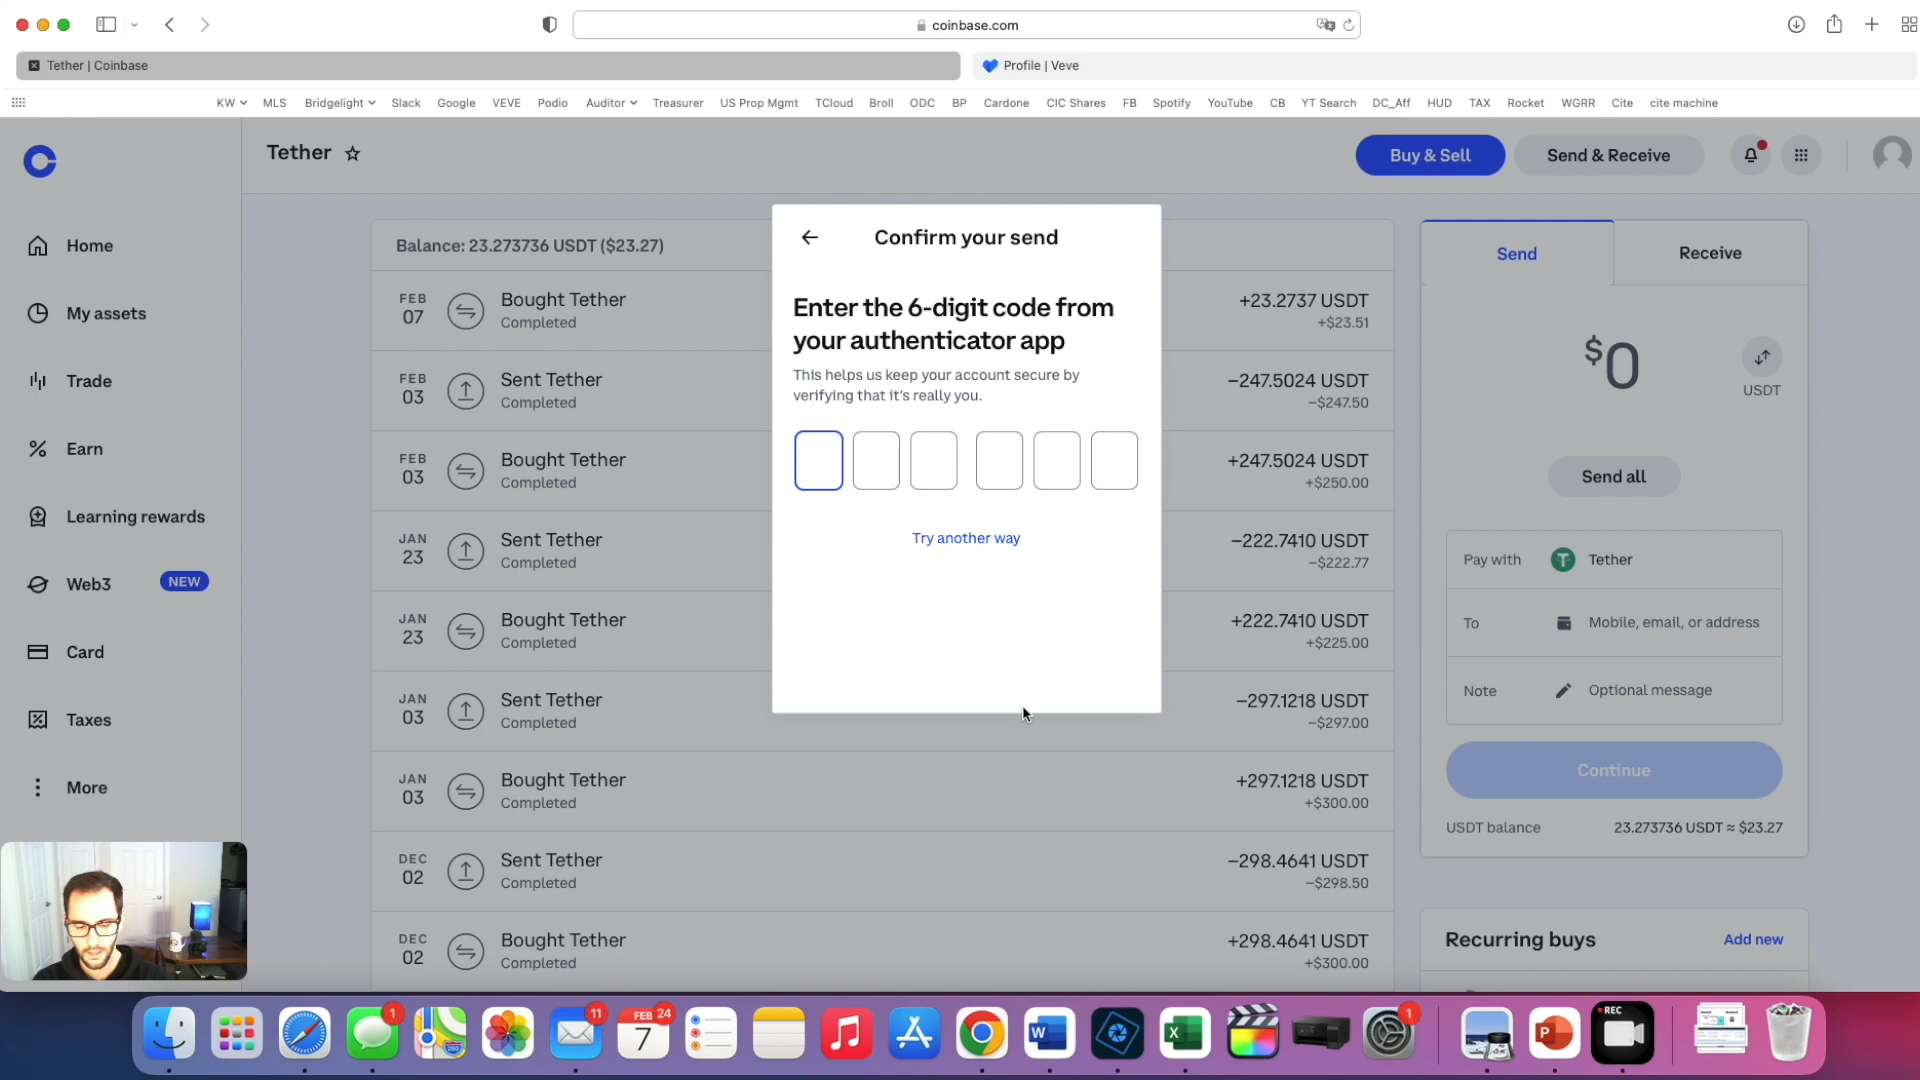 coinbase.com
Tether | Coinbase
Profile | Veve
KW MLS Bridgelight Slack Google VEVE Podio Auditor Treasurer US Prop Mgmt TCloud Broll ODC BP Cardone CIC Shares FB Spotify YouTube CB YT Search DC_Aff HUD TAX Rocket WGRR Cite cite machine
Tether
Buy & Sell
Send & Receive
Home
My assets
Trade
Earn
Learning rewards
Web3 NEW
Card
Taxes
More
Balance: 23.273736 USDT ($23.27)
FEB 07 Bought Tether +23.2737 USDT
Completed +$23.51
FEB 03 Sent Tether −247.5024 USDT
Completed −$247.50
FEB 03 Bought Tether +247.5024 USDT
Completed +$250.00
JAN 23 Sent Tether −222.7410 USDT
Completed −$222.77
JAN 23 Bought Tether +222.7410 USDT
Completed +$225.00
JAN 03 Sent Tether −297.1218 USDT
Completed −$297.00
JAN 03 Bought Tether +297.1218 USDT
Completed +$300.00
DEC 02 Sent Tether −298.4641 USDT
Completed −$298.50
DEC 02 Bought Tether +298.4641 USDT
Completed +$300.00
Confirm your send
Enter the 6-digit code from
your authenticator app
This helps us keep your account secure by
verifying that it's really you.
Try another way
Send
Receive
$0
USDT
Send all
Pay with Tether
To Mobile, email, or address
Note Optional message
Continue
USDT balance 23.273736 USDT ≈ $23.27
Recurring buys Add new
1
11
FEB 24
7
W
X
1
P
REC